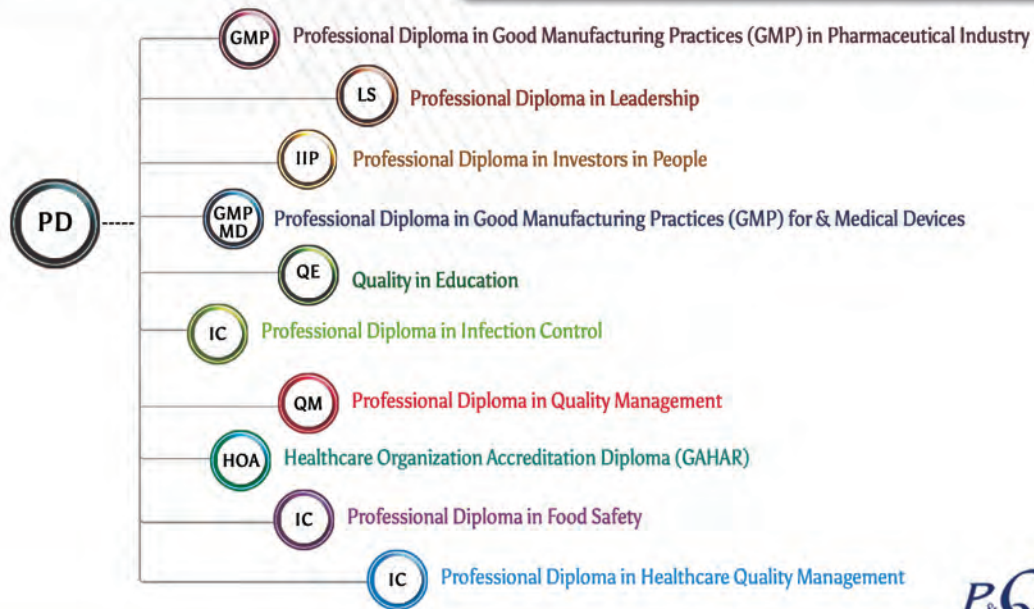 GMP Professional Diploma in Good Manufacturing Practices (GMP) in Pharmaceutical Industry
LS Professional Diploma in Leadership
IIP Professional Diploma in Investors in People
PD
GMP MD Professional Diploma in Good Manufacturing Practices (GMP) for & Medical Devices
QE Quality in Education
IC Professional Diploma in Infection Control
QM Professional Diploma in Quality Management
HOA Healthcare Organization Accreditation Diploma (GAHAR)
IC Professional Diploma in Food Safety
IC Professional Diploma in Healthcare Quality Management